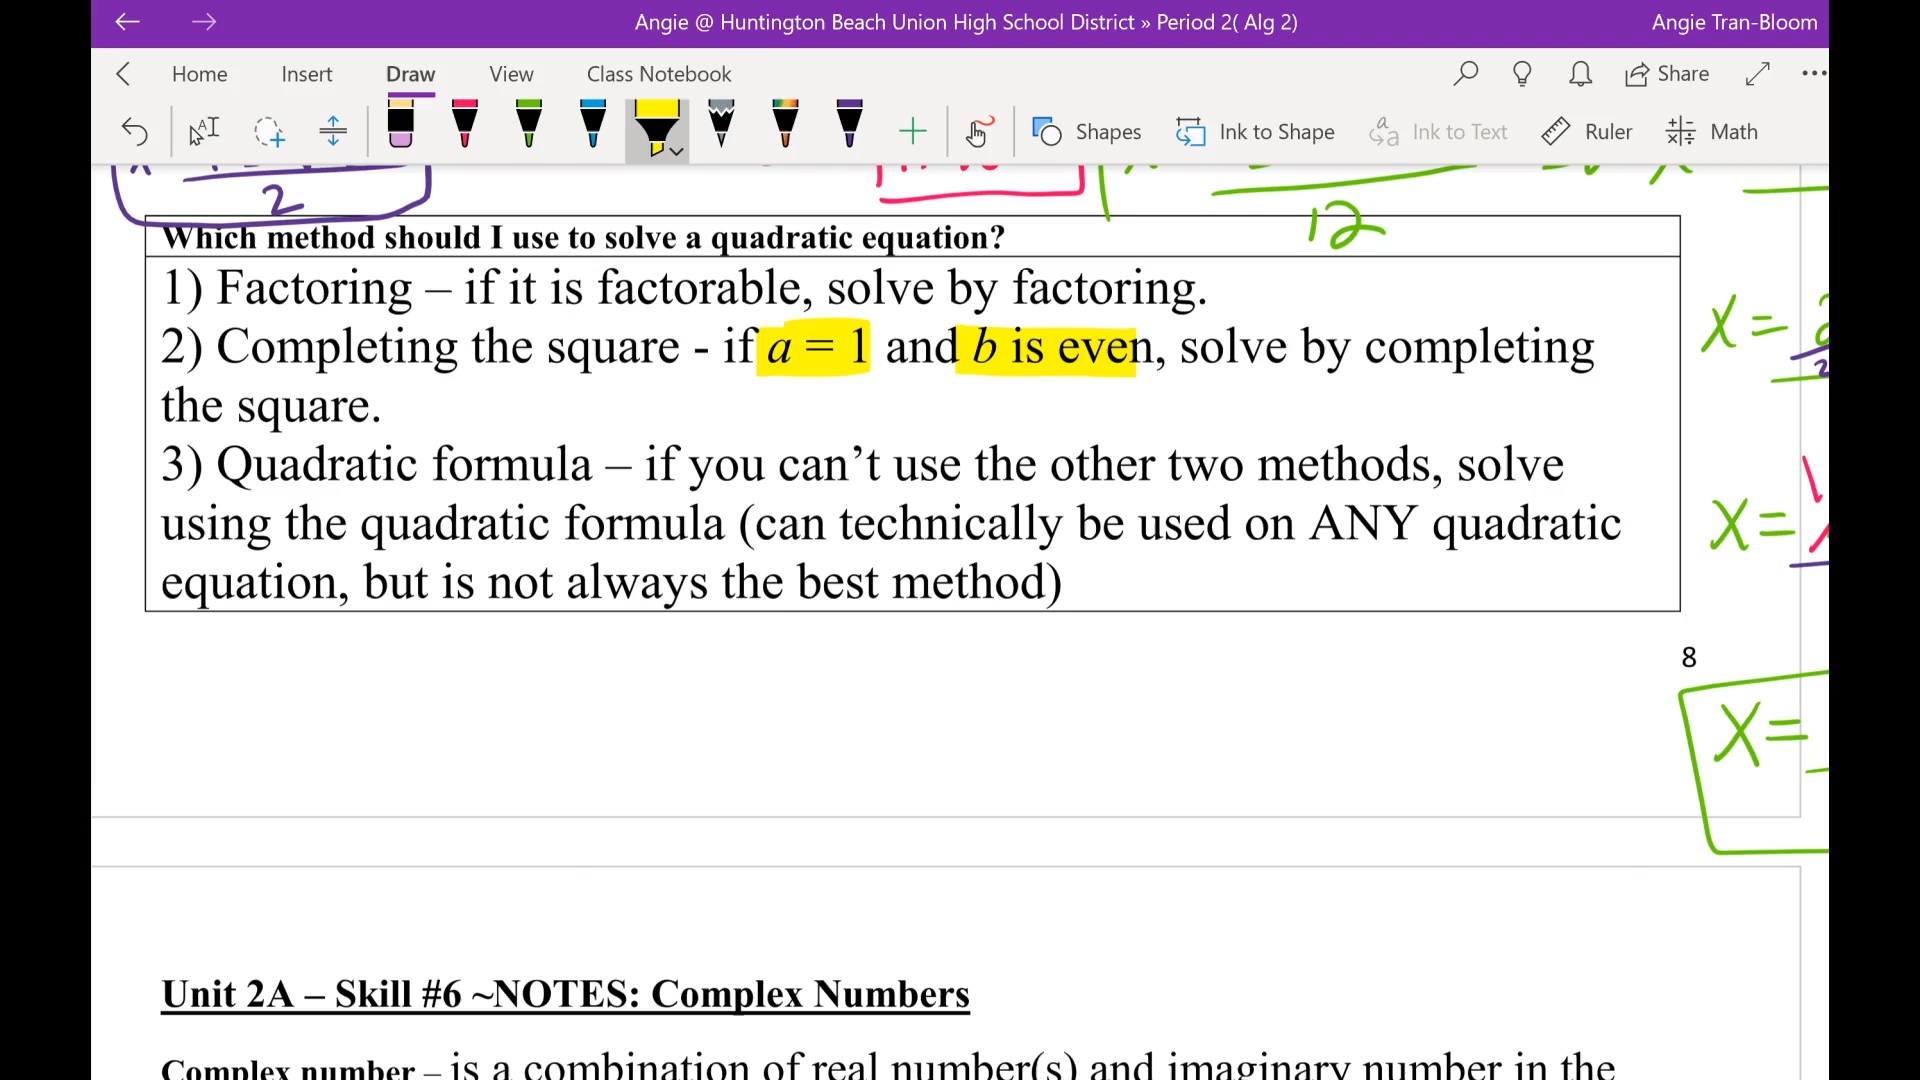 Angie @ Huntington Beach Union High School District » Period 2( Alg 2)
Angie Tran-Bloom
Home Insert Draw View Class Notebook Share
Shapes Ink to Shape Ink to Text Ruler Math
2
12
Which method should I use to solve a quadratic equation?
1) Factoring – if it is factorable, solve by factoring.
2) Completing the square - if a = 1 and b is even, solve by completing
the square.
3) Quadratic formula – if you can’t use the other two methods, solve
using the quadratic formula (can technically be used on ANY quadratic
equation, but is not always the best method)
x =
x =
8
x =
Unit 2A – Skill #6 ~NOTES: Complex Numbers
Complex number – is a combination of real number(s) and imaginary number in the